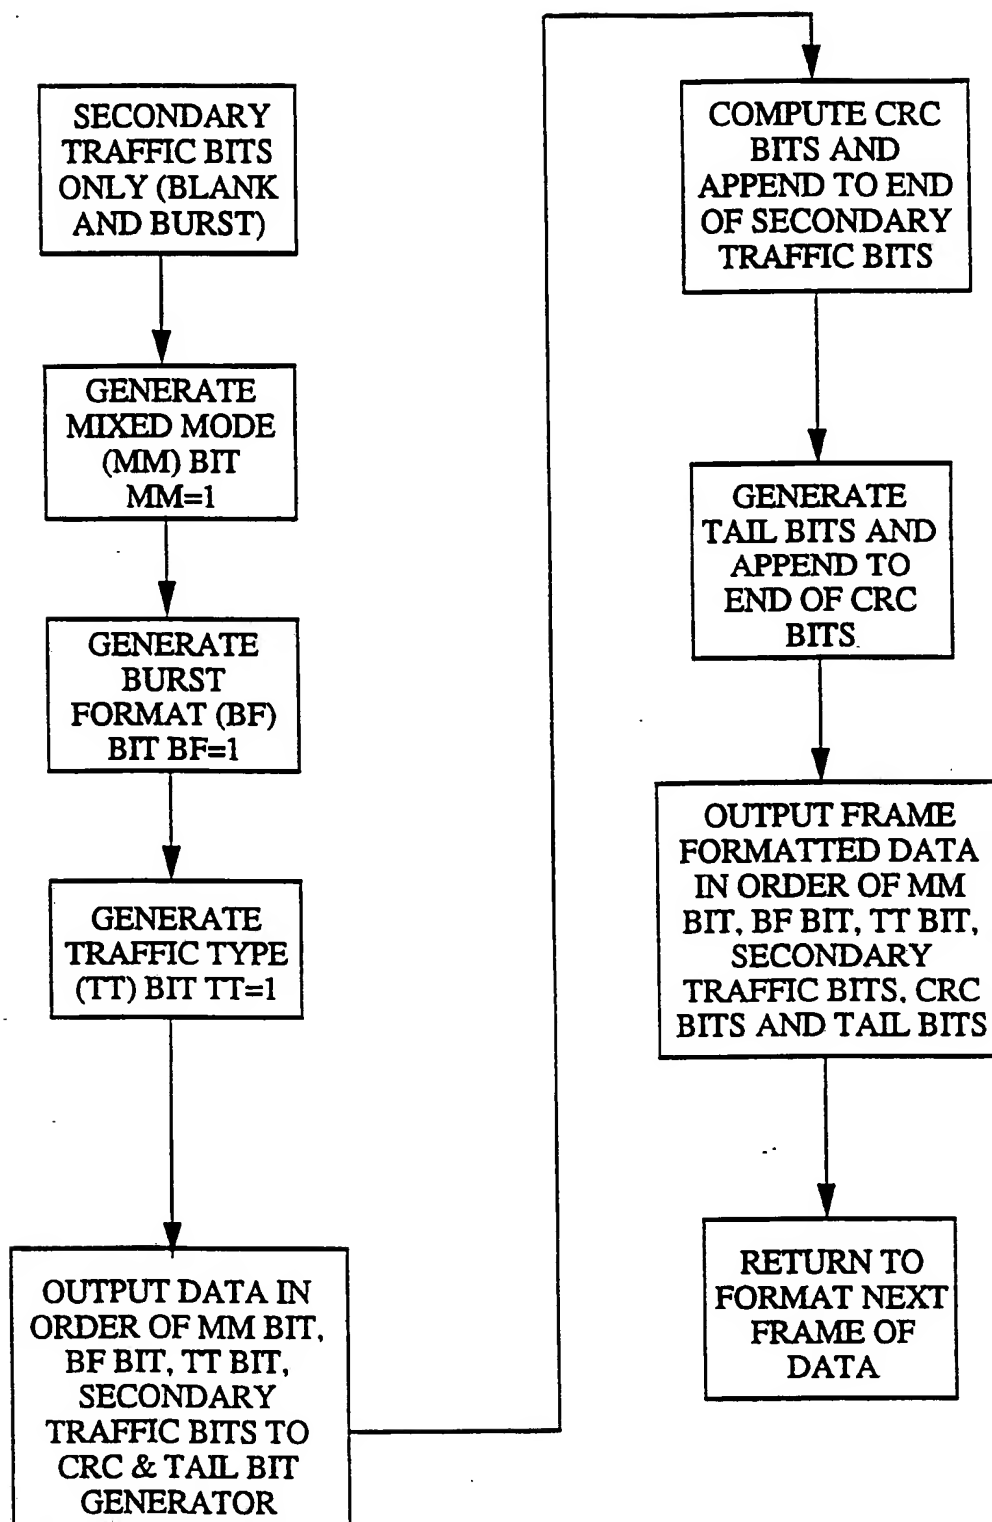 SECONDARY
TRAFFIC BITS
ONLY (BLANK
AND BURST)
GENERATE
MIXED MODE
(MM) BIT
MM=1
GENERATE
BURST
FORMAT (BF)
BIT BF=1
GENERATE
TRAFFIC TYPE
(TT) BIT TT=1
OUTPUT DATA IN
ORDER OF MM BIT,
BF BIT, TT BIT,
SECONDARY
TRAFFIC BITS TO
CRC & TAIL BIT
GENERATOR
COMPUTE CRC
BITS AND
APPEND TO END
OF SECONDARY
TRAFFIC BITS
GENERATE
TAIL BITS AND
APPEND TO
END OF CRC
BITS
OUTPUT FRAME
FORMATTED DATA
IN ORDER OF MM
BIT, BF BIT, TT BIT,
SECONDARY
TRAFFIC BITS, CRC
BITS AND TAIL BITS
RETURN TO
FORMAT NEXT
FRAME OF
DATA